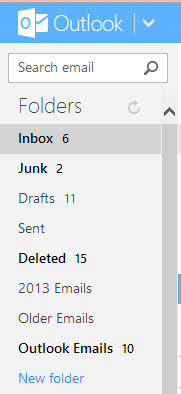 Outlook
Search email
Folders
Inbox 6
Junk 2
Drafts 11
Sent
Deleted 15
2013 Emails
Older Emails
Outlook Emails 10
New folder